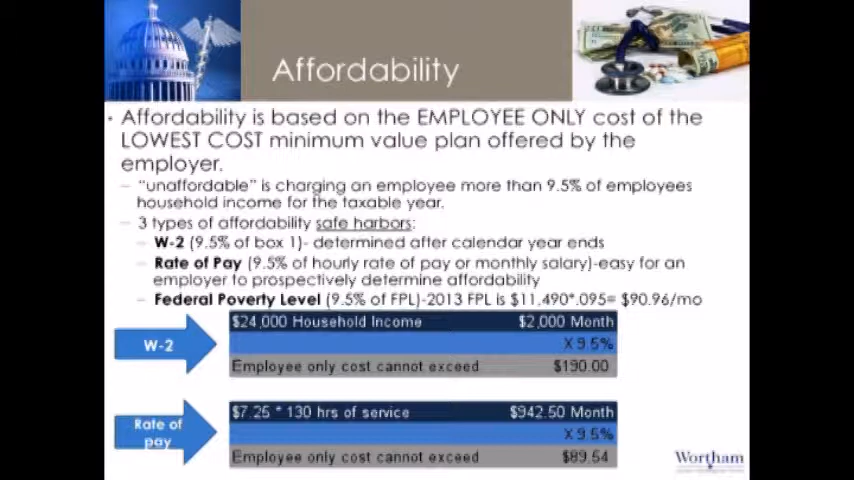 Affordability
• Affordability is based on the EMPLOYEE ONLY cost of the
LOWEST COST minimum value plan offered by the
employer.
– “unaffordable” is charging an employee more than 9.5% of employees
household income for the taxable year.
– 3 types of affordability safe harbors:
– W-2 (9.5% of box 1)- determined after calendar year ends
– Rate of Pay (9.5% of hourly rate of pay or monthly salary)-easy for an
employer to prospectively determine affordability
– Federal Poverty Level (9.5% of FPL)-2013 FPL is $11,490*.095= $90.96/mo
W-2
$24,000 Household Income $2,000 Month
X 9.5%
Employee only cost cannot exceed $190.00
Rate of
pay
$7.25 * 130 hrs of service $942.50 Month
X 9.5%
Employee only cost cannot exceed $89.54
Wortham